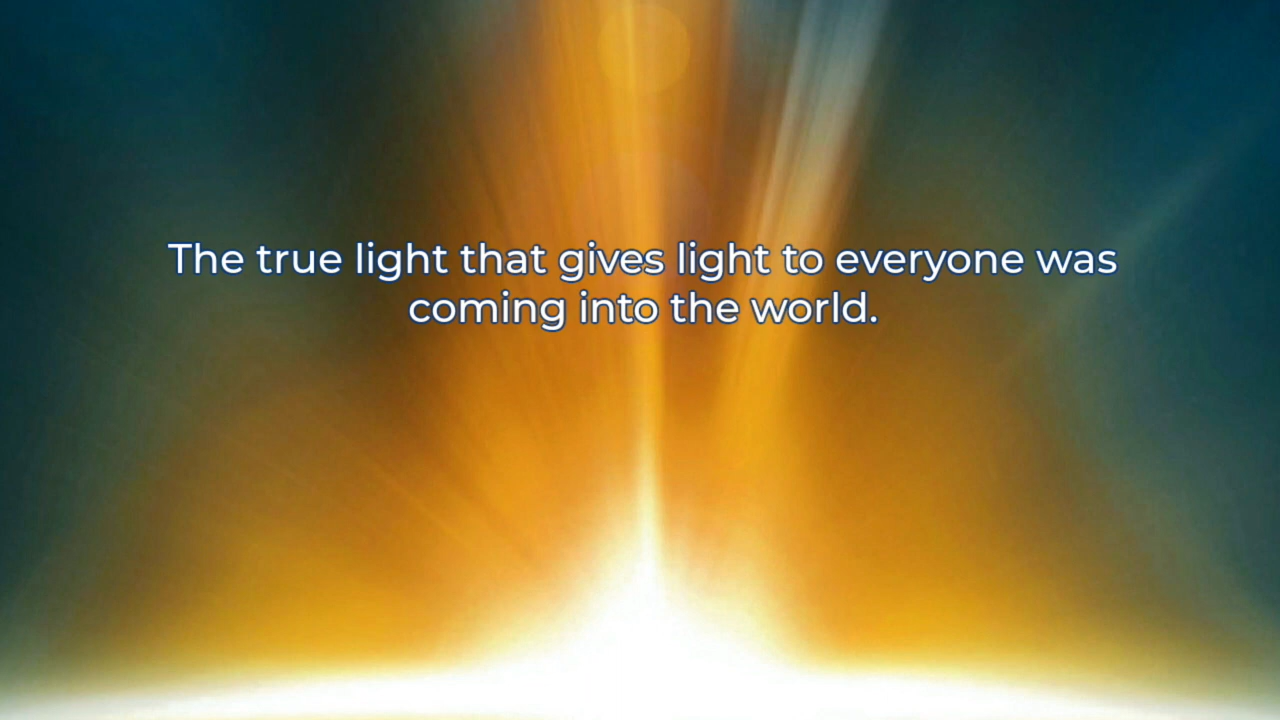 The true light that gives light to everyone was
coming into the world.